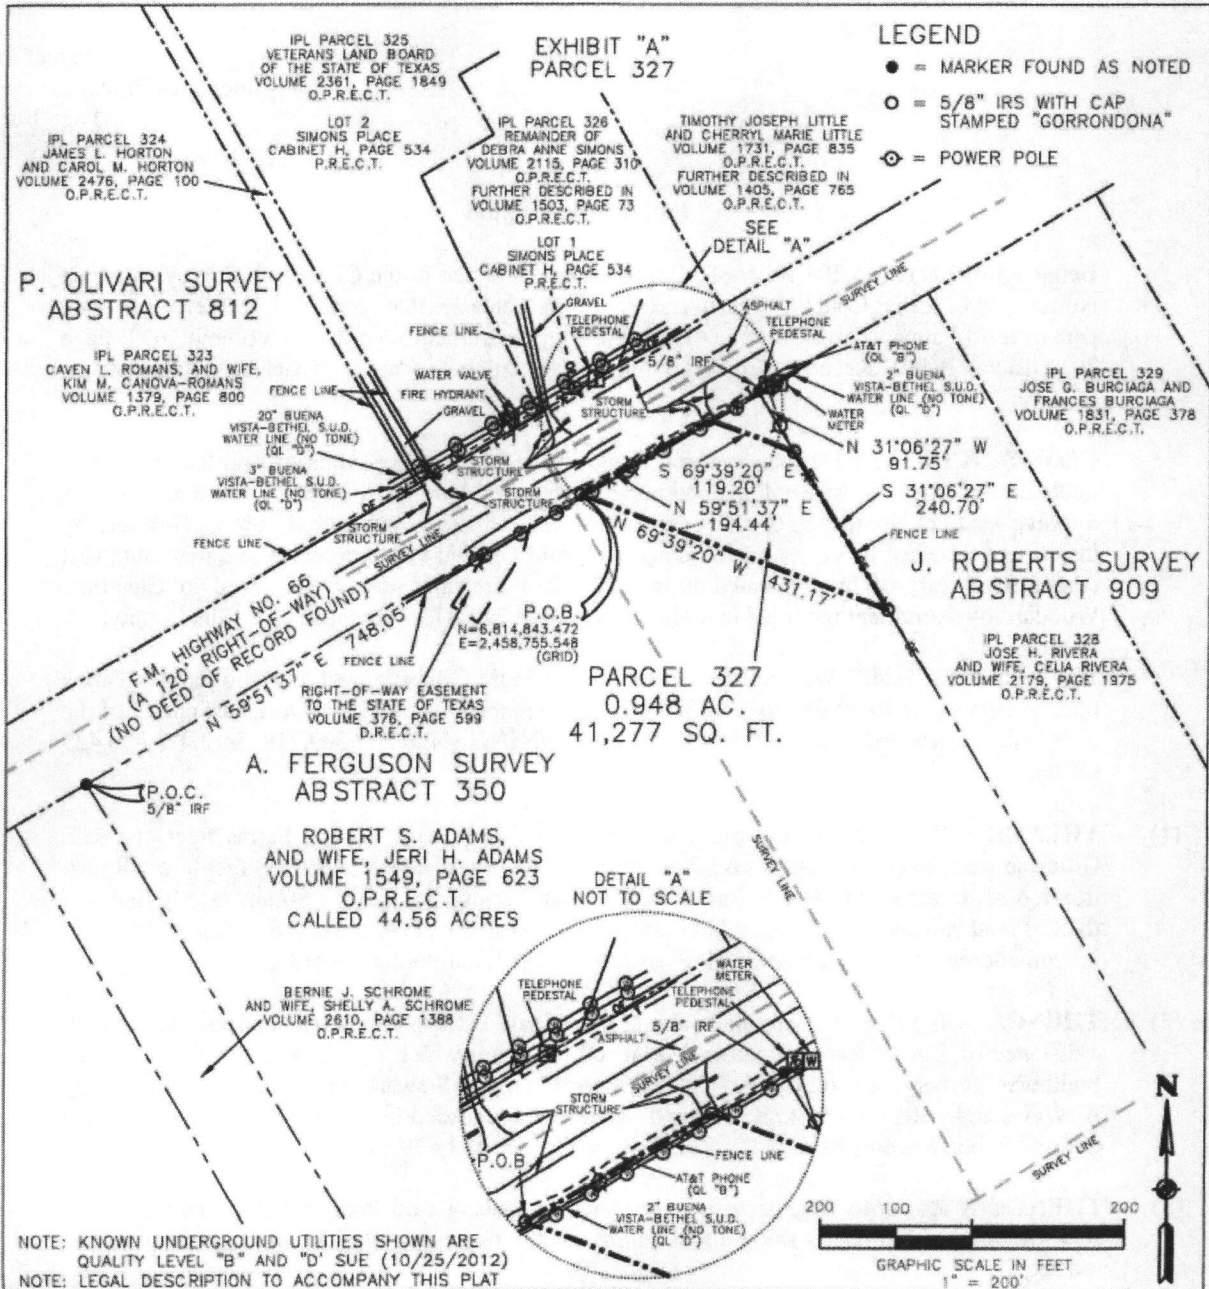 EXHIBIT "A"
PARCEL 327
LEGEND
= MARKER FOUND AS NOTED
= 5/8" IRS WITH CAP
STAMPED "GORRONDONA"
= POWER POLE
IPL PARCEL 325
VETERANS LAND BOARD
OF THE STATE OF TEXAS
VOLUME 2361, PAGE 1849
O.P.R.E.C.T.
LOT 2
SIMONS PLACE
CABINET H, PAGE 534
P.R.E.C.T.
IPL PARCEL 324
JAMES L. HORTON
AND CAROL M. HORTON
VOLUME 2476, PAGE 100
O.P.R.E.C.T.
IPL PARCEL 326
REMAINDER OF
DEBRA ANNE SIMONS
VOLUME 2115, PAGE 310
O.P.R.E.C.T.
FURTHER DESCRIBED IN
VOLUME 1503, PAGE 73
O.P.R.E.C.T.
TIMOTHY JOSEPH LITTLE
AND CHERRYL MARIE LITTLE
VOLUME 1731, PAGE 835
O.P.R.E.C.T.
FURTHER DESCRIBED IN
VOLUME 1405, PAGE 765
O.P.R.E.C.T.
SEE
DETAIL "A"
LOT 1
SIMONS PLACE
CABINET H, PAGE 534
P.R.E.C.T.
P. OLIVARI SURVEY
ABSTRACT 812
IPL PARCEL 323
CAVEN L. ROMANS, AND WIFE,
KIM M. CANOVA-ROMANS
VOLUME 1379, PAGE 800
O.P.R.E.C.T.
GRAVEL
TELEPHONE
PEDESTAL
FENCE LINE
WATER VALVE
FIRE HYDRANT
GRAVEL
FENCE LINE
20" BUENA
VISTA-BETHEL S.U.D.
WATER LINE (NO TONE)
(QL "D")
3" BUENA
VISTA-BETHEL S.U.D.
WATER LINE (NO TONE)
(QL "D")
FENCE LINE
STORM
STRUCTURE
STORM
STRUCTURE
STORM
STRUCTURE
STORM
STRUCTURE
5/8" IRF
ASPHALT
SURVEY LINE
TELEPHONE
PEDESTAL
AT&T PHONE
(QL "B")
2" BUENA
VISTA-BETHEL S.U.D.
WATER LINE (NO TONE)
(QL "D")
WATER
METER
IPL PARCEL 329
JOSE G. BURCIAGA AND
FRANCES BURCIAGA
VOLUME 1831, PAGE 378
O.P.R.E.C.T.
N 31°06'27" W
91.75'
S 69°39'20" E
119.20'
S 31°06'27" E
240.70'
N 59°51'37" E
194.44'
N 69°39'20" W 431.17'
FENCE LINE
J. ROBERTS SURVEY
ABSTRACT 909
IPL PARCEL 328
JOSE H. RIVERA
AND WIFE, CELIA RIVERA
VOLUME 2179, PAGE 1975
O.P.R.E.C.T.
OE
SURVEY LINE
F.M. HIGHWAY NO. 66
(A 120' RIGHT-OF-WAY)
(NO DEED OF RECORD FOUND)
N 59°51'37" E 748.05'
FENCE LINE
P.O.B.
N=6,814,843.472
E=2,458,755.548
(GRID)
RIGHT-OF-WAY EASEMENT
TO THE STATE OF TEXAS
VOLUME 376, PAGE 599
D.R.E.C.T.
PARCEL 327
0.948 AC.
41,277 SQ. FT.
P.O.C.
5/8" IRF
A. FERGUSON SURVEY
ABSTRACT 350
ROBERT S. ADAMS,
AND WIFE, JERI H. ADAMS
VOLUME 1549, PAGE 623
O.P.R.E.C.T.
CALLED 44.56 ACRES
SURVEY LINE
BERNIE J. SCHROME
AND WIFE, SHELLY A. SCHROME
VOLUME 2610, PAGE 1388
O.P.R.E.C.T.
DETAIL "A"
NOT TO SCALE
TELEPHONE
PEDESTAL
WATER
METER
TELEPHONE
PEDESTAL
5/8" IRF
ASPHALT
SURVEY LINE
STORM
STRUCTURE
P.O.B.
FENCE LINE
AT&T PHONE
(QL "B")
2" BUENA
VISTA-BETHEL S.U.D.
WATER LINE (NO TONE)
(QL "D")
W
N
SURVEY LINE
200 100 0 200
GRAPHIC SCALE IN FEET
1" = 200'
NOTE: KNOWN UNDERGROUND UTILITIES SHOWN ARE
QUALITY LEVEL "B" AND "D' SUE (10/25/2012)
NOTE: LEGAL DESCRIPTION TO ACCOMPANY THIS PLAT